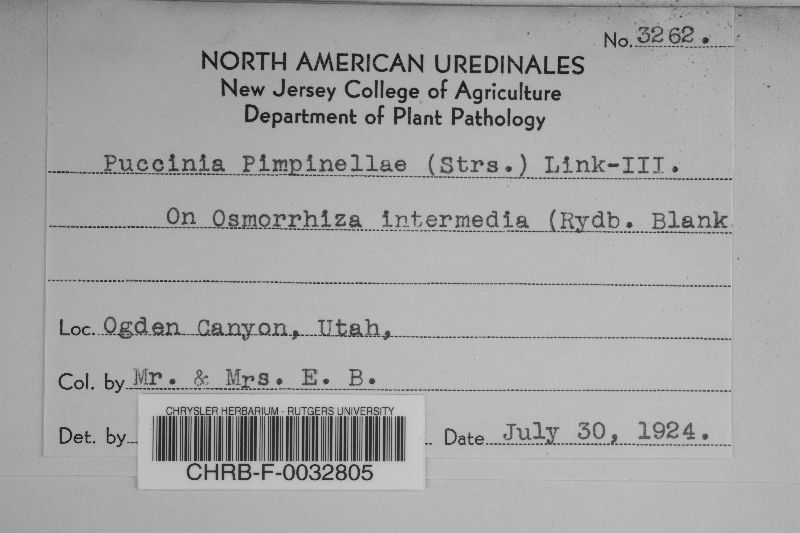 No. 3262.
NORTH AMERICAN UREDINALES
New Jersey College of Agriculture
Department of Plant Pathology
Puccinia Pimpinellae (Strs.) Link-III.
On Osmorrhiza intermedia (Rydb. Blank
Loc. Ogden Canyon, Utah,
Col. by Mr. & Mrs. E. B.
Det. by
Date July 30, 1924.
CHRYSLER HERBARIUM - RUTGERS UNIVERSITY
CHRB-F-0032805